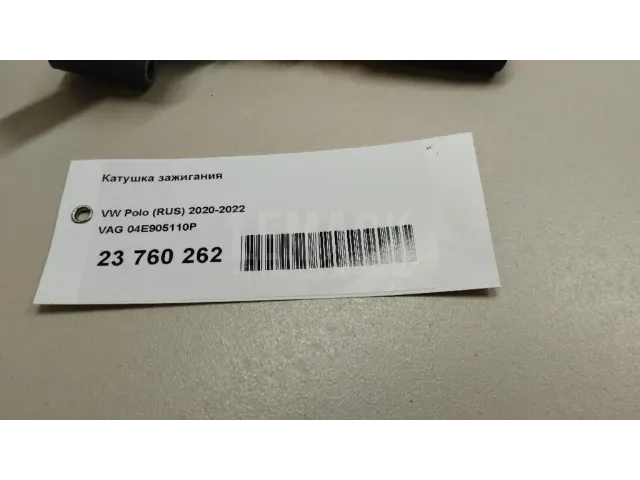 Катушка зажигания
VW Polo (RUS) 2020-2022
VAG 04E905110P
23 760 262